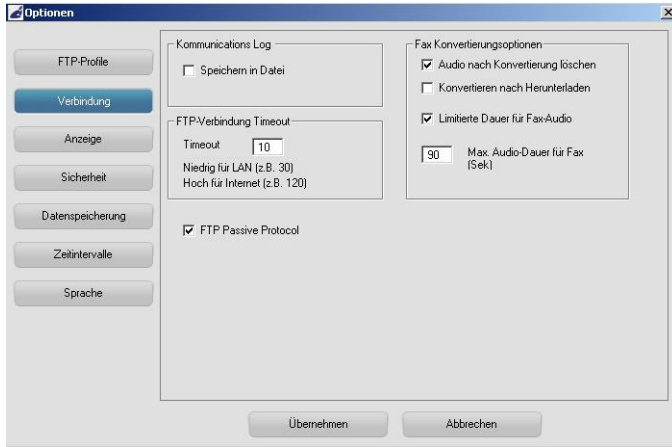 Optionen
FTP-Profile
Verbindung
Anzeige
Sicherheit
Datenspeicherung
Zeitintervalle
Sprache
Kommunications Log
Speichern in Datei
FTP-Verbindung Timeout
Timeout 10
Niedrig für LAN (z.B. 30)
Hoch für Internet (z.B. 120)
FTP Passive Protocol
Fax Konvertierungsoptionen
Audio nach Konvertierung löschen
Konvertieren nach Herunterladen
Limitierte Dauer für Fax-Audio
90 Max. Audio-Dauer für Fax
(Sek)
Übernehmen
Abbrechen